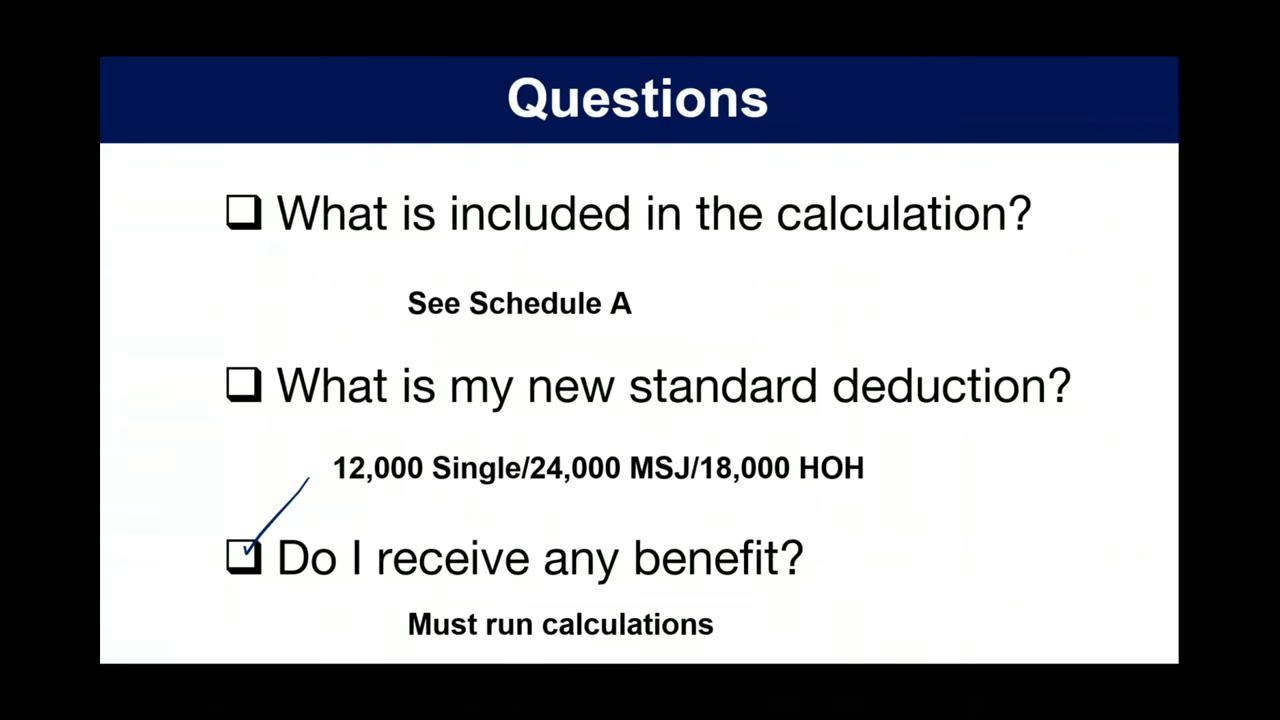 Questions
What is included in the calculation?
See Schedule A
What is my new standard deduction?
12,000 Single/24,000 MSJ/18,000 HOH
Do I receive any benefit?
Must run calculations